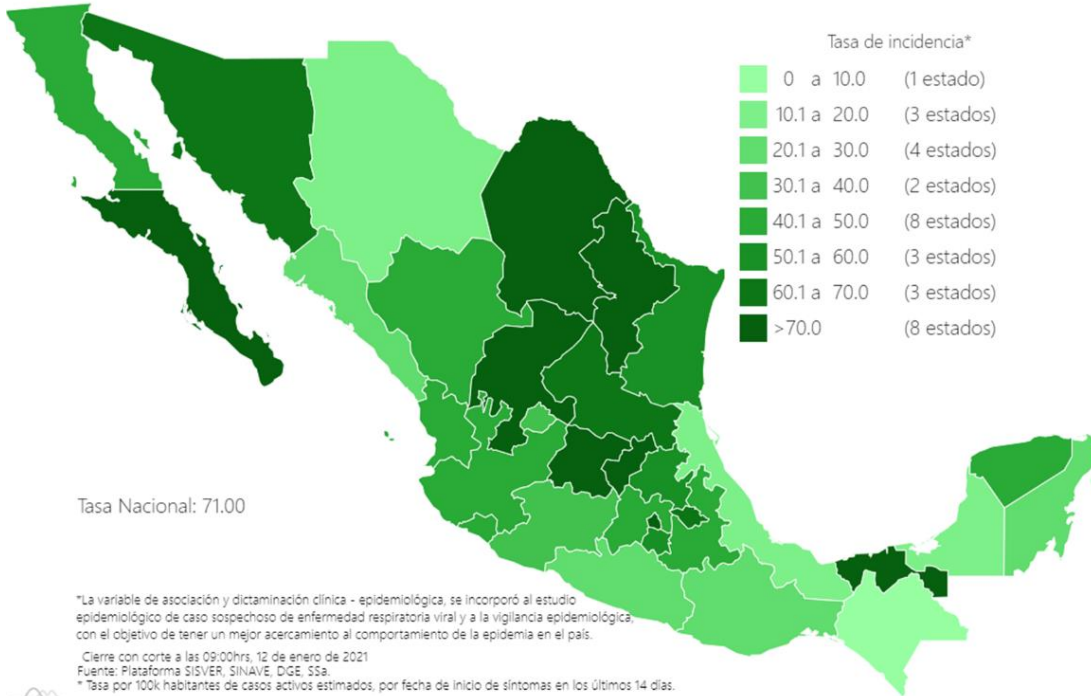 Tasa de incidencia*
0 a 10.0 (1 estado)
10.1 a 20.0 (3 estados)
20.1 a 30.0 (4 estados)
30.1 a 40.0 (2 estados)
40.1 a 50.0 (8 estados)
50.1 a 60.0 (3 estados)
60.1 a 70.0 (3 estados)
>70.0 (8 estados)
Tasa Nacional: 71.00
*La variable de asociación y dictaminación clínica - epidemiológica, se incorporó al estudio
epidemiológico de caso sospechoso de enfermedad respiratoria viral y a la vigilancia epidemiológica,
con el objetivo de tener un mejor acercamiento al comportamiento de la epidemia en el país.
Cierre con corte a las 09:00hrs, 12 de enero de 2021
Fuente: Plataforma SISVER, SINAVE, DGE, SSa.
* Tasa por 100k habitantes de casos activos estimados, por fecha de inicio de síntomas en los últimos 14 días.